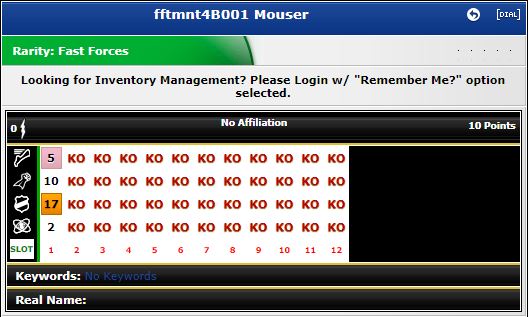 fftmnt4B001 Mouser
[DIAL]
Rarity: Fast Forces
Looking for Inventory Management? Please Login w/ "Remember Me?" option
selected.
0 No Affiliation 10 Points
5 KO KO KO KO KO KO KO KO KO KO KO
10 KO KO KO KO KO KO KO KO KO KO KO
17 KO KO KO KO KO KO KO KO KO KO KO
2 KO KO KO KO KO KO KO KO KO KO KO
SLOT 1 2 3 4 5 6 7 8 9 10 11 12
Keywords: No Keywords
Real Name: